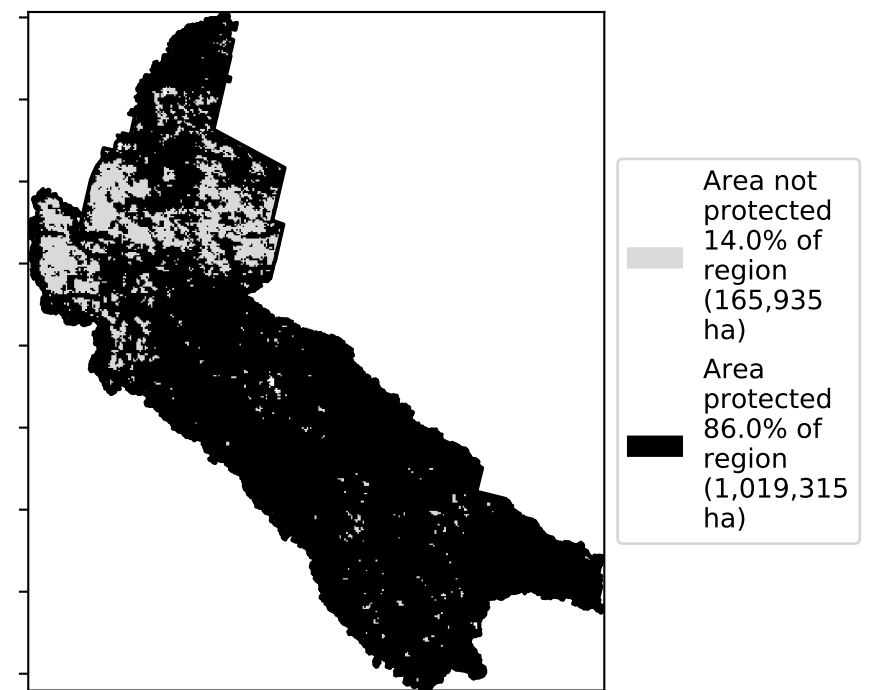 Area not
protected
14.0% of
region
(165,935
ha)
Area
protected
86.0% of
region
(1,019,315
ha)